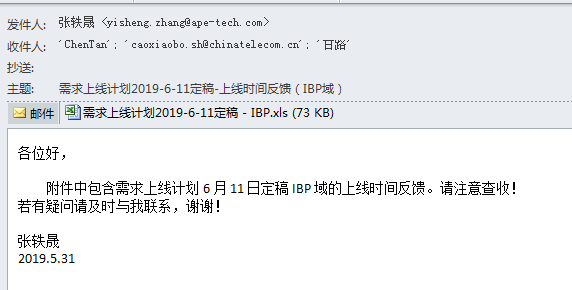 发件人: 张轶晟 <yisheng.zhang@ape-tech.com>
收件人: 'ChenTan'; 'caoxiaobo.sh@chinatelecom.cn'; '百路'
抄送:
主题: 需求上线计划2019-6-11定稿-上线时间反馈（IBP域）
邮件 需求上线计划2019-6-11定稿 - IBP.xls (73 KB)
各位好，
附件中包含需求上线计划 6 月 11 日定稿 IBP 域的上线时间反馈。请注意查收！
若有疑问请及时与我联系，谢谢！
张轶晟
2019.5.31